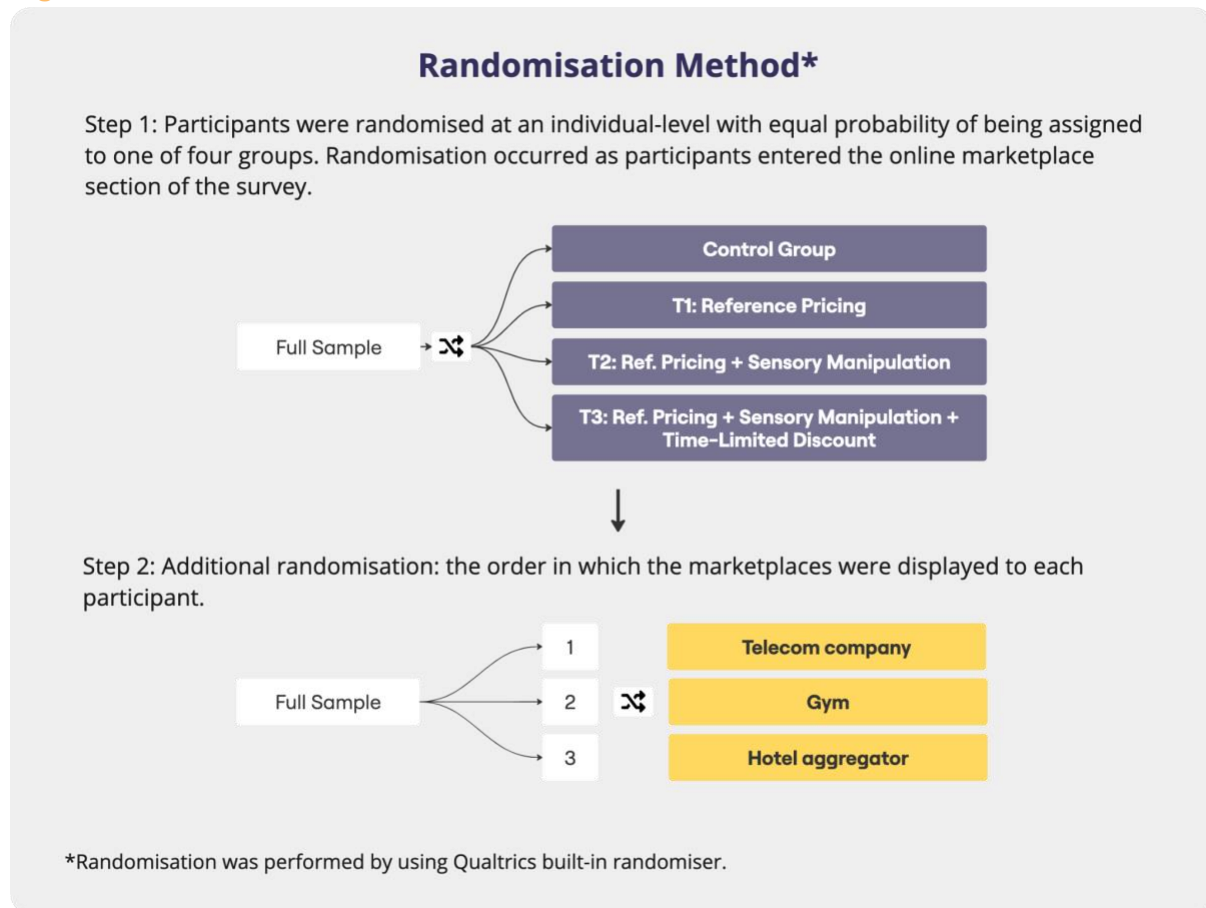 Randomisation Method*
Step 1: Participants were randomised at an individual-level with equal probability of being assigned
to one of four groups. Randomisation occurred as participants entered the online marketplace
section of the survey.
Full Sample
Control Group
T1: Reference Pricing
T2: Ref. Pricing + Sensory Manipulation
T3: Ref. Pricing + Sensory Manipulation +
Time-Limited Discount
Step 2: Additional randomisation: the order in which the marketplaces were displayed to each
participant.
Full Sample
1
Telecom company
2
Gym
3
Hotel aggregator
*Randomisation was performed by using Qualtrics built-in randomiser.